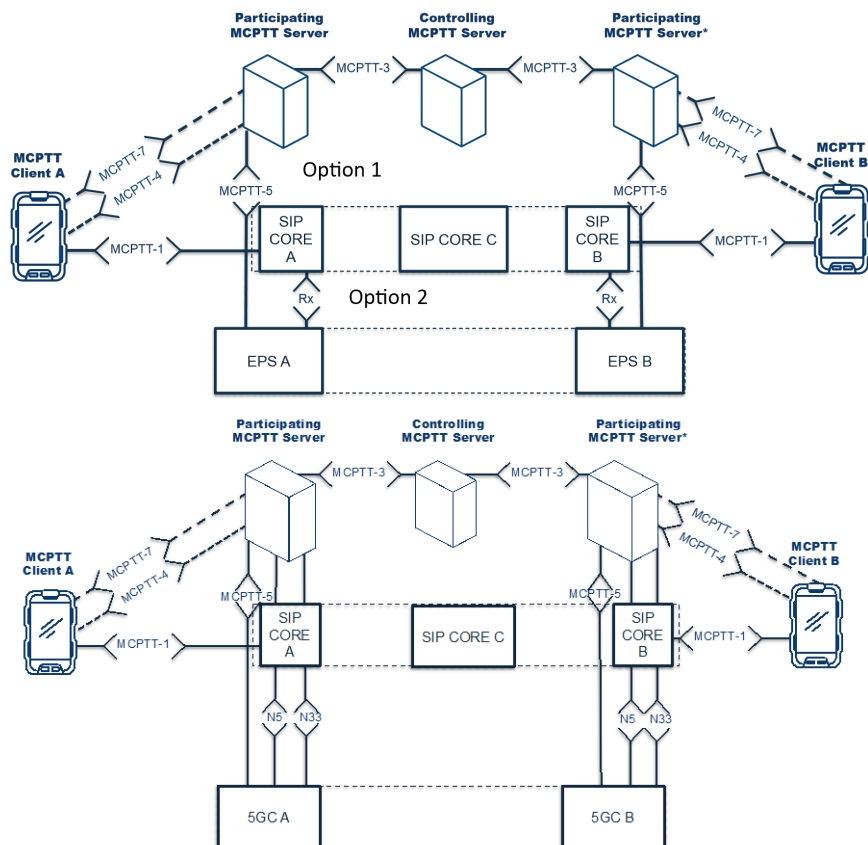 Participating
MCPTT Server
Controlling
MCPTT Server
Participating
MCPTT Server*
MCPTT-3
MCPTT-3
MCPTT
Client A
MCPTT-7
MCPTT-4
MCPTT-7
MCPTT-4
MCPTT
Client B
Option 1
MCPTT-5
MCPTT-5
SIP
CORE
A
SIP CORE C
SIP
CORE
B
MCPTT-1
MCPTT-1
Rx
Option 2
Rx
EPS A
EPS B
Participating
MCPTT Server
Controlling
MCPTT Server
Participating
MCPTT Server*
MCPTT-3
MCPTT-3
MCPTT
Client A
MCPTT-7
MCPTT-4
MCPTT-7
MCPTT-4
MCPTT
Client B
MCPTT-5
MCPTT-5
SIP
CORE
A
SIP CORE C
SIP
CORE
B
MCPTT-1
MCPTT-1
N5
N33
N5
N33
5GC A
5GC B